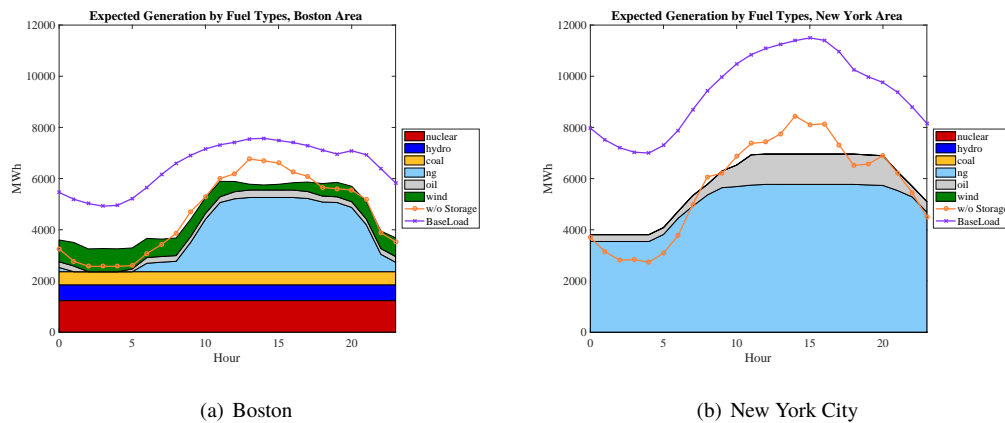 Expected Generation by Fuel Types, Boston Area
12000
10000
8000
6000
4000
2000
0
MWh
0
5
10
15
20
Hour
nuclear
hydro
coal
ng
oil
wind
w/o Storage
BaseLoad
(a) Boston
Expected Generation by Fuel Types, New York Area
12000
10000
8000
6000
4000
2000
0
MWh
0
5
10
15
20
Hour
nuclear
hydro
coal
ng
oil
wind
w/o Storage
BaseLoad
(b) New York City